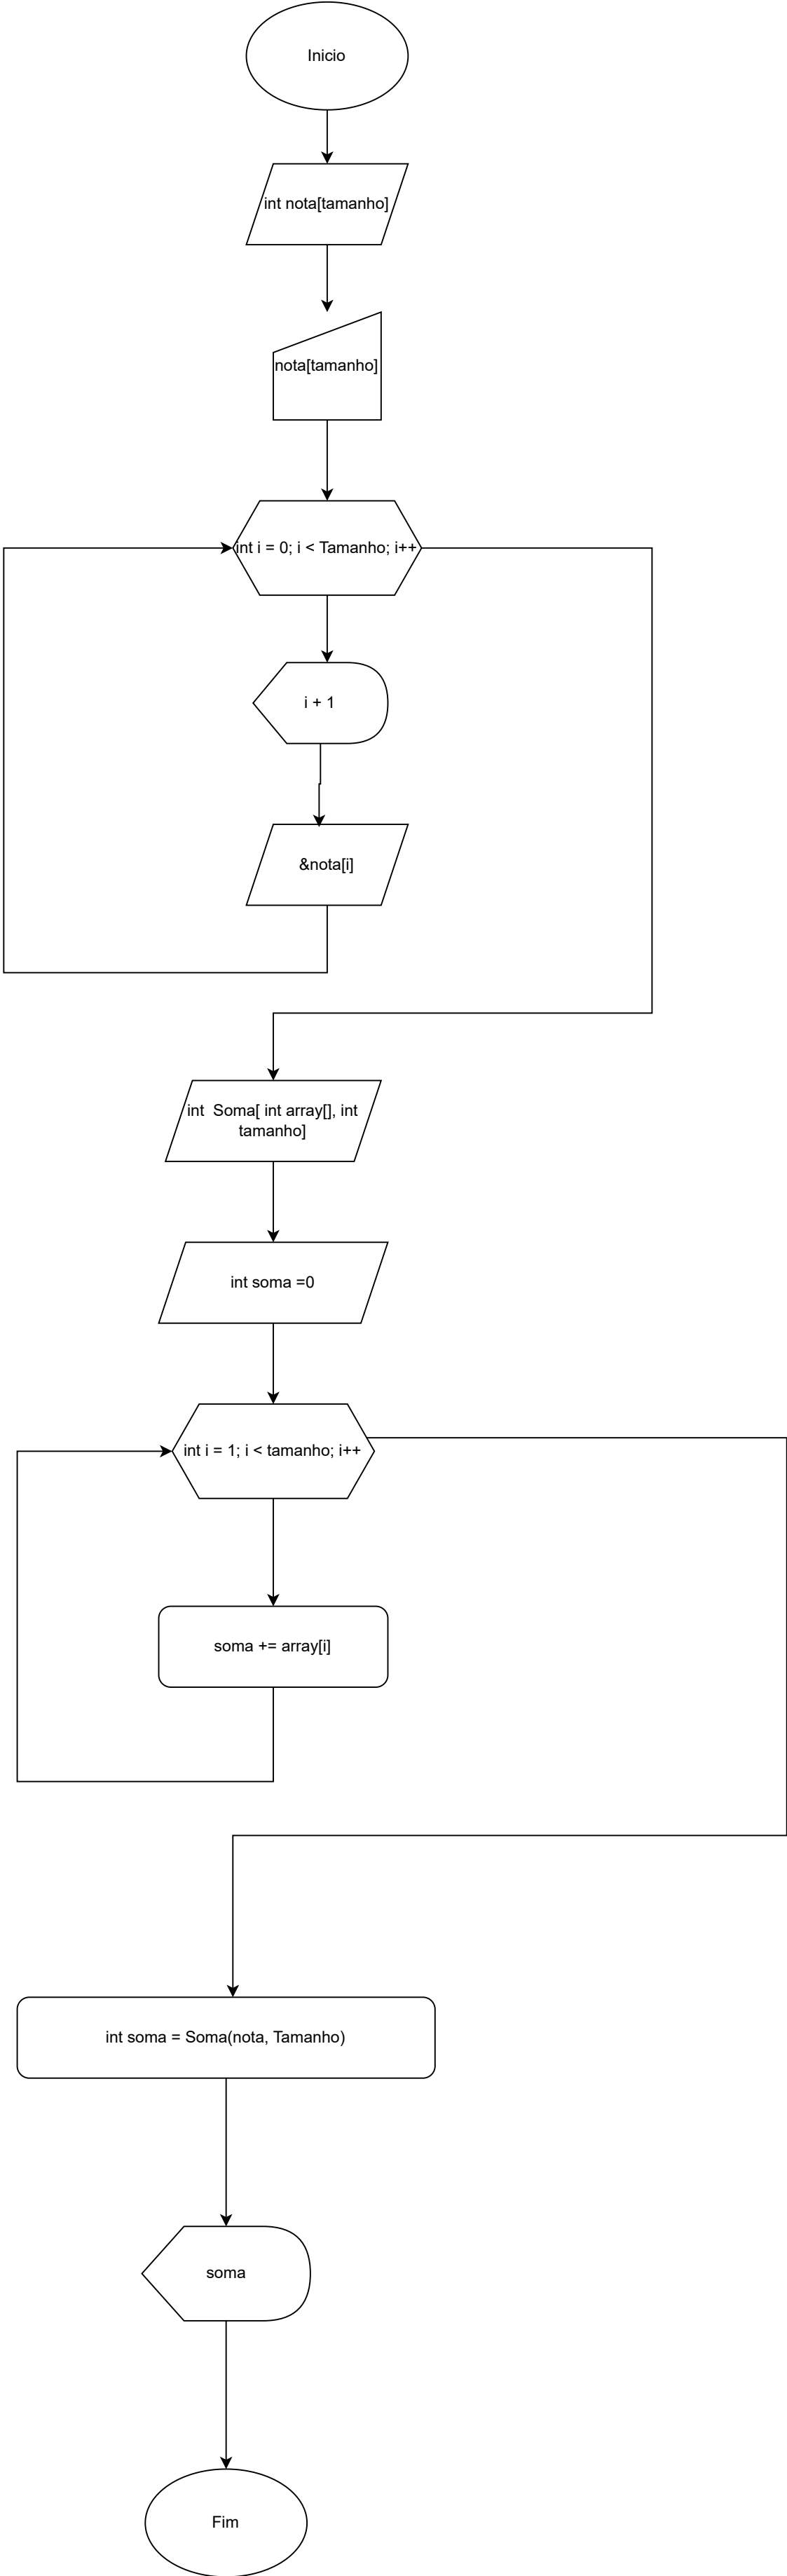 Inicio
int nota[tamanho]
nota[tamanho]
int i = 0; i < Tamanho; i++
i + 1
&nota[i]
int  Soma[ int array[], int
tamanho]
int soma =0
int i = 1; i < tamanho; i++
soma += array[i]
int soma = Soma(nota, Tamanho)
soma
Fim